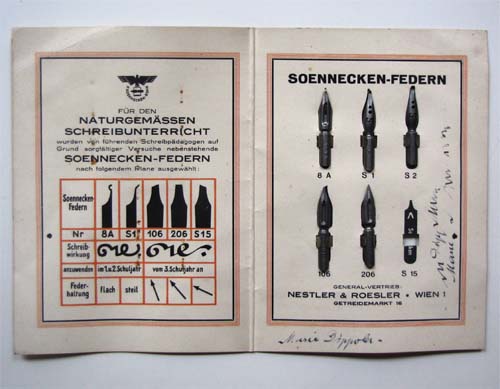 FÜR DEN
NATURGEMÄSSEN
SCHREIBUNTERRICHT
wurden von führenden Schreibpädagogen auf
Grund sorgfältiger Versuche nebenstehende
SOENNECKEN-FEDERN
nach folgendem Plane ausgewählt:
Soennecken-
Federn
Nr 8A S1 106 206 S15
Schreib-
wirkung
anzuwenden im 1.u.2.Schuljahr vom 3.Schuljahr an
Feder-
haltung flach steil
SOENNECKEN-FEDERN
8 A S 1 S 2
106 206 S 15
GENERAL-VERTRIEB:
NESTLER & ROESLER • WIEN 1
GETREIDEMARKT 16
Marie